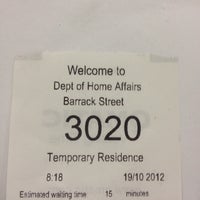 Welcome to
Dept of Home Affairs
Barrack Street
3020
Temporary Residence
8:18 19/10 2012
Estimated waiting time: 15 minutes